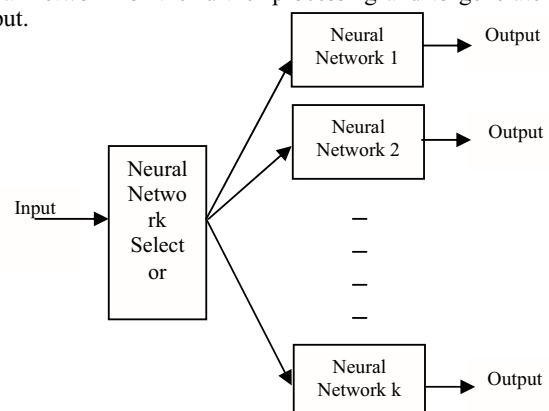 put.
Output
Neural
Network 1
Output
Neural
Network 2
Input
Neural
Netwo
rk
Select
or
–
–
–
–
Neural
Network k
Output